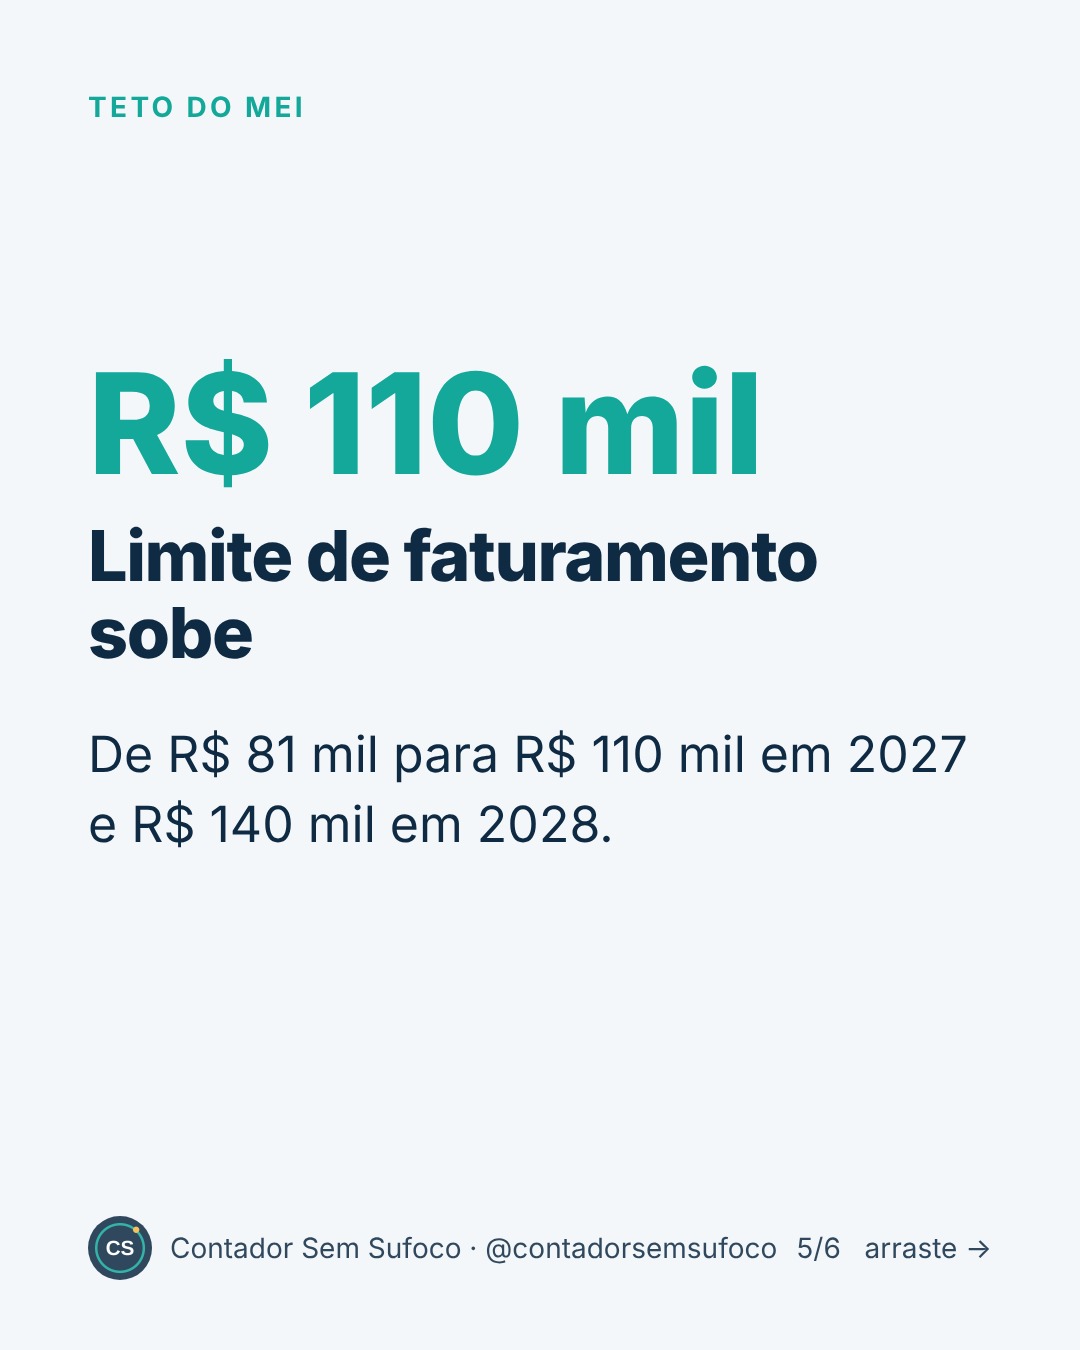 TETO DO MEI
R$ 110 mil
Limite de faturamento
sobe
De R$ 81 mil para R$ 110 mil em 2027
e R$ 140 mil em 2028.
CS Contador Sem Sufoco · @contadorsemsufoco 5/6 arraste →